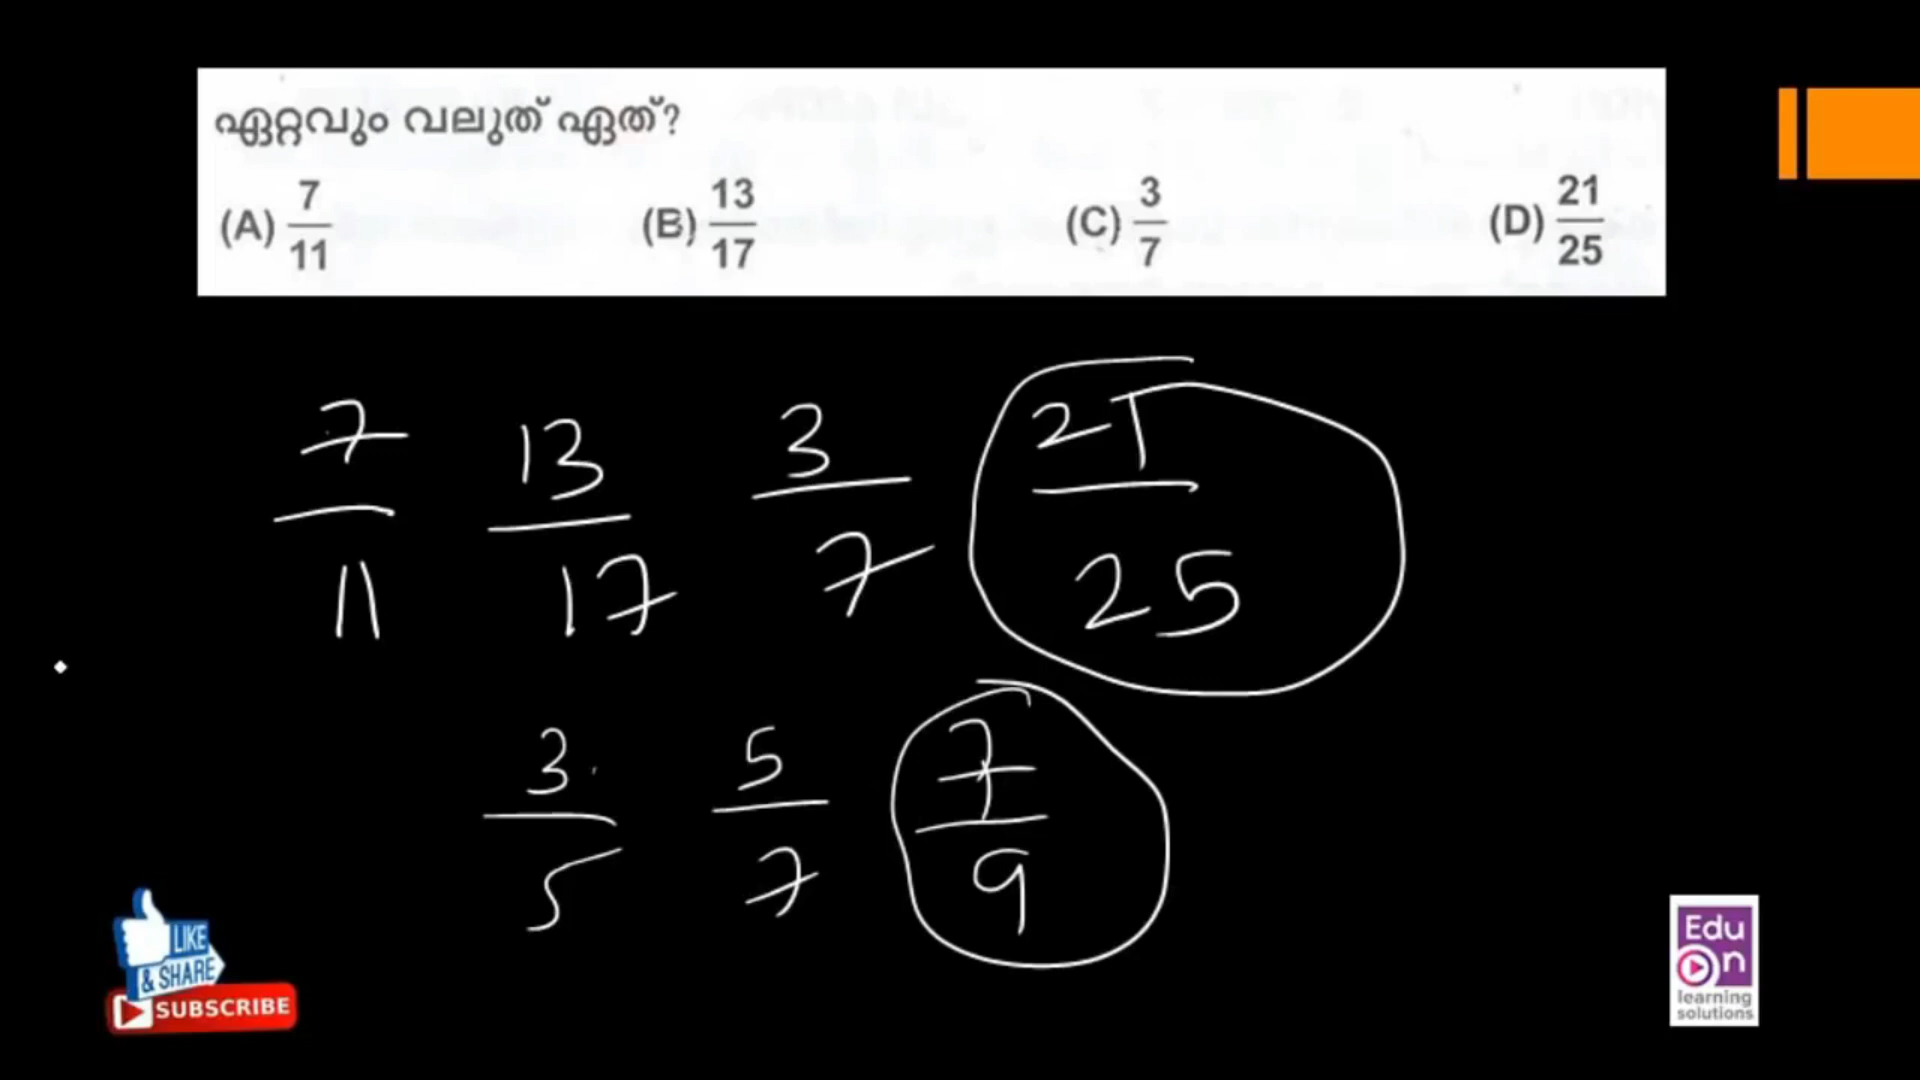 ഏറ്റവും വലുത് ഏത്?
(A) 7/11 (B) 13/17 (C) 3/7 (D) 21/25
7/11 13/17 3/7 21/25
3/5 5/7 7/9
LIKE
& SHARE
SUBSCRIBE
Edu
On
learning
solutions